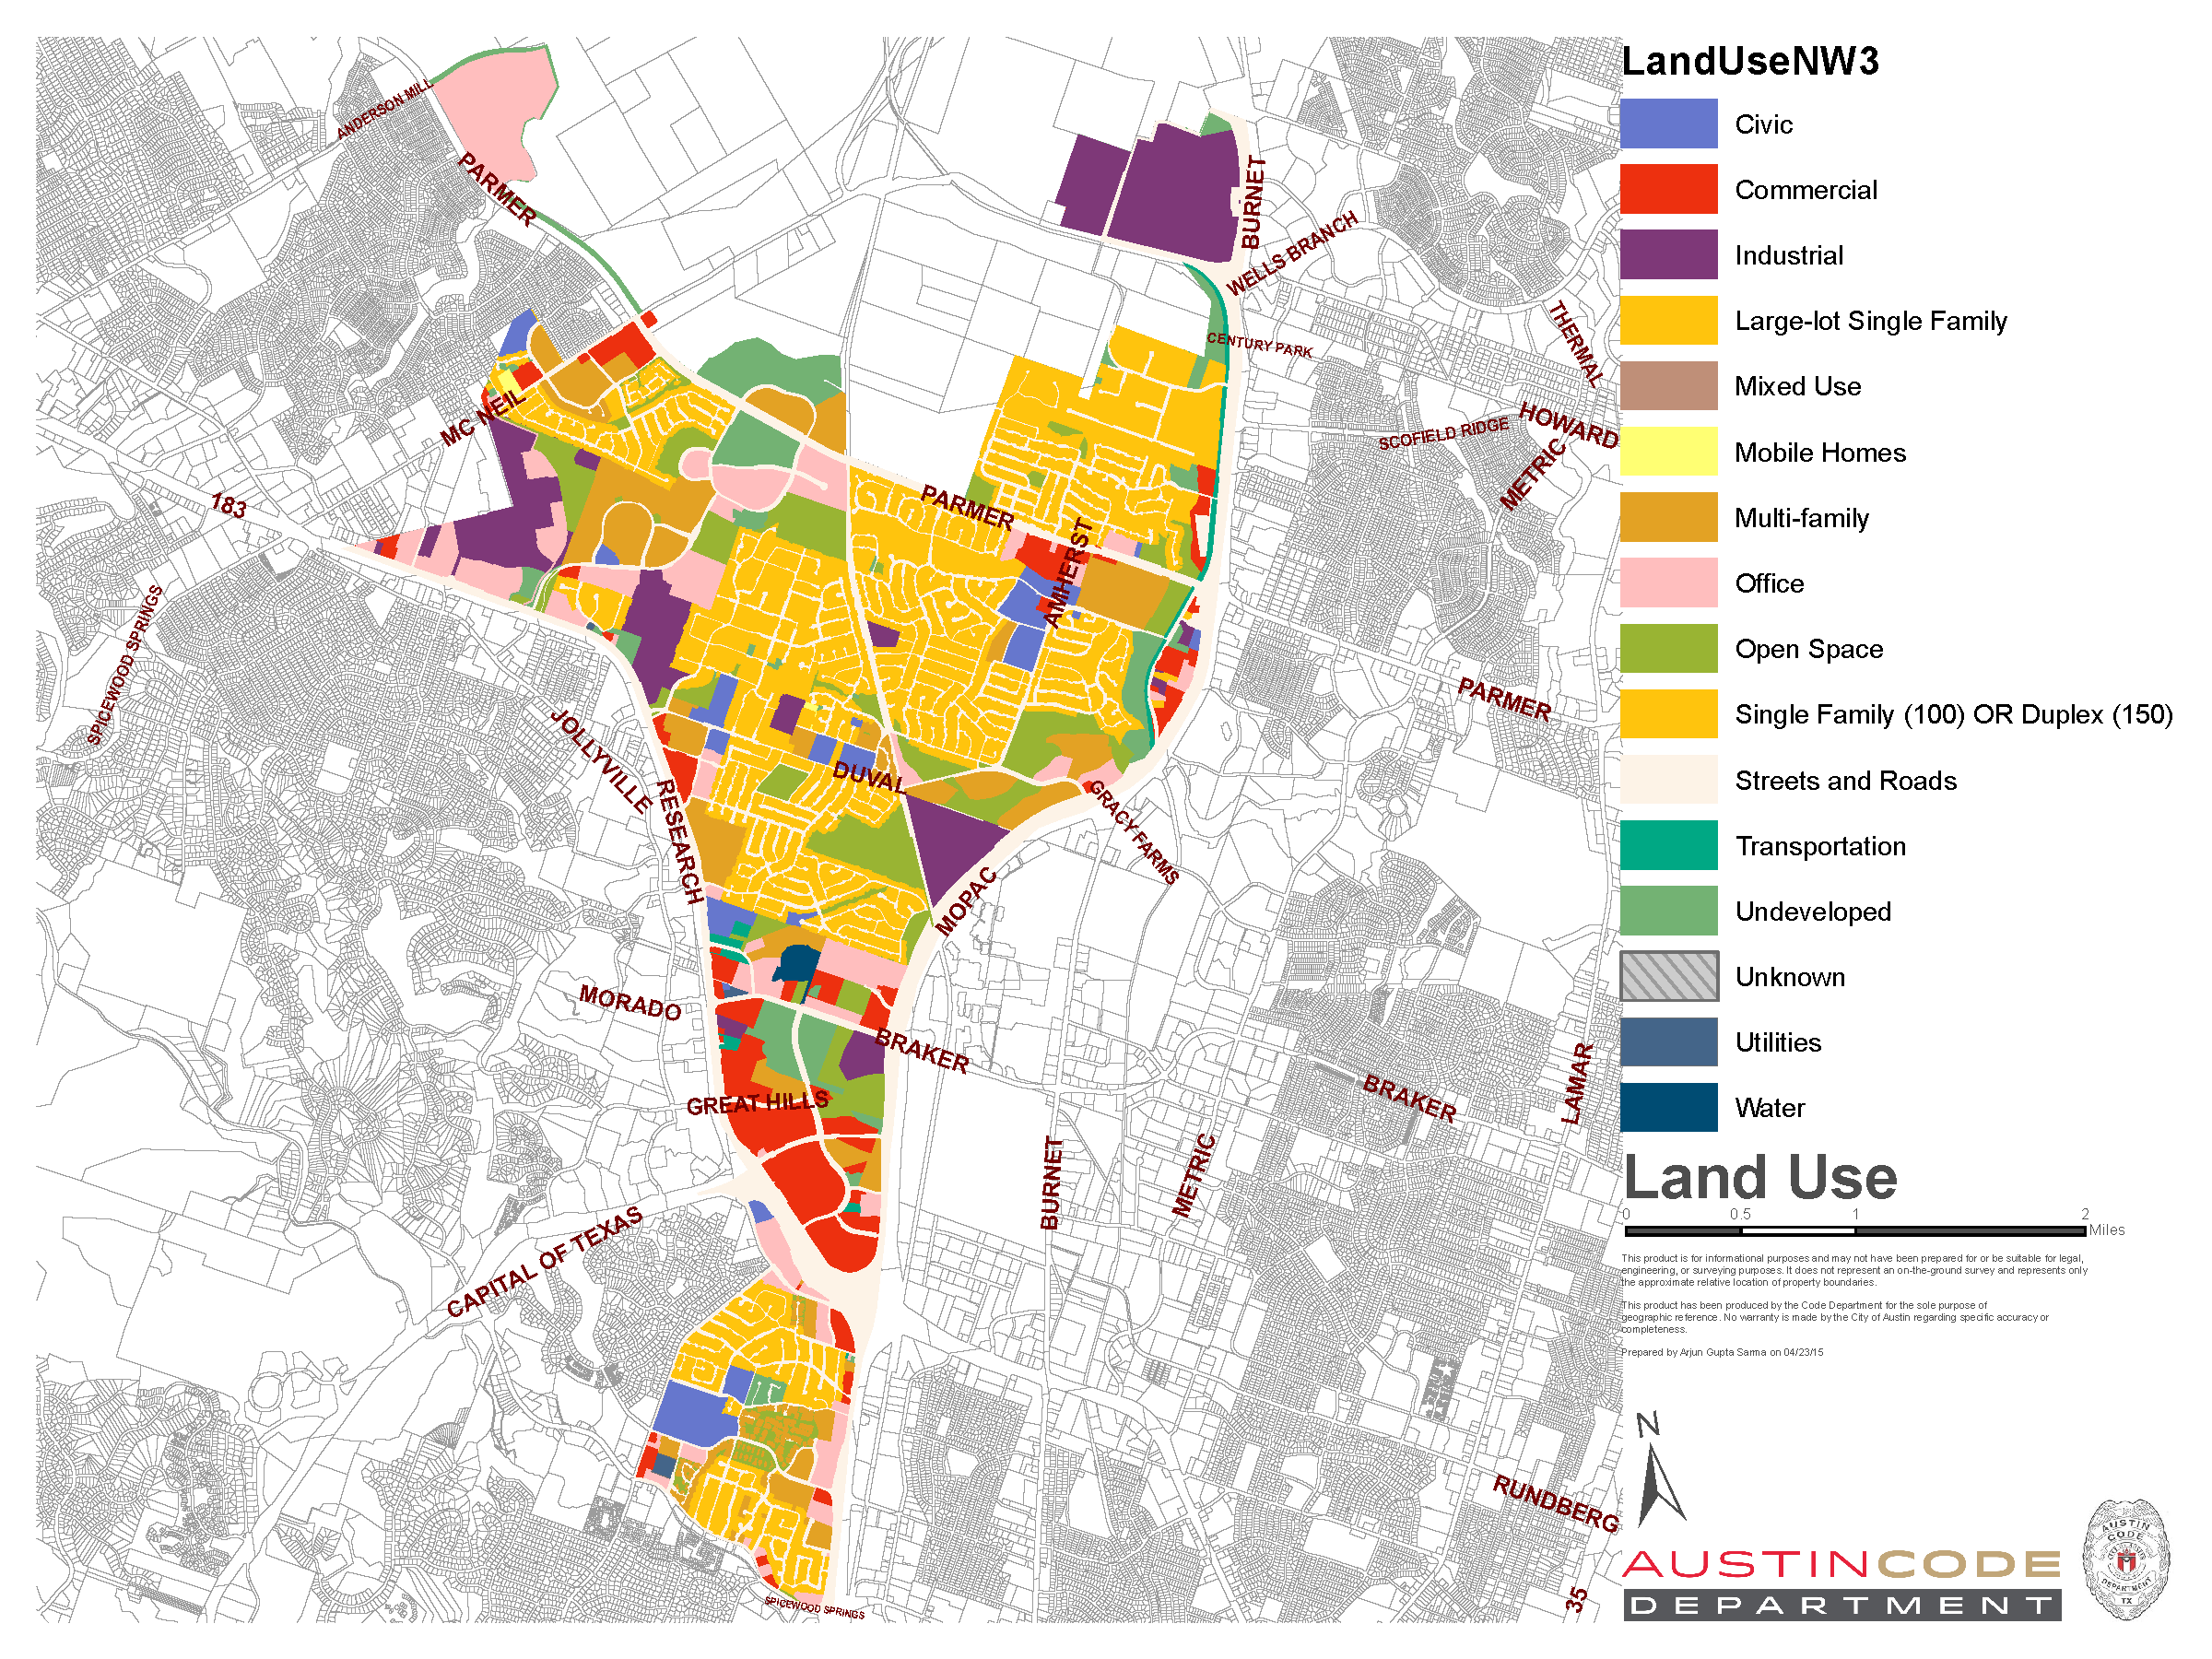 LandUseNW3
Civic
Commercial
Industrial
Large-lot Single Family
Mixed Use
Mobile Homes
Multi-family
Office
Open Space
Single Family (100) OR Duplex (150)
Streets and Roads
Transportation
Undeveloped
Unknown
Utilities
Water
Land Use
0 0.5 1 2
Miles
This product is for informational purposes and may not have been prepared for or be suitable for legal,
engineering, or surveying purposes. It does not represent an on-the-ground survey and represents only
the approximate relative location of property boundaries.
This product has been produced by the Code Department for the sole purpose of
geographic reference. No warranty is made by the City of Austin regarding specific accuracy or
completeness.
Prepared by Arjun Gupta Sarma on 04/23/15
N
AUSTINCODE
DEPARTMENT
AUSTIN
CODE
DEPARTMENT
TX
ANDERSON MILL
PARMER
BURNET
WELLS BRANCH
CENTURY PARK
THERMAL
MC NEIL
SCOFIELD RIDGE
HOWARD
METRIC
183
PARMER
AMHERST
SPICEWOOD SPRINGS
PARMER
JOLLYVILLE
RESEARCH
DUVAL
GRACY FARMS
MOPAC
MORADO
BRAKER
BRAKER
LAMAR
GREAT HILLS
BURNET
METRIC
CAPITAL OF TEXAS
RUNDBERG
35
SPICEWOOD SPRINGS